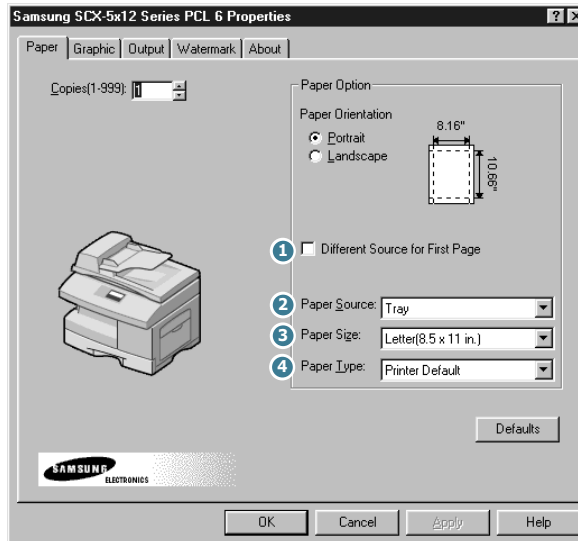 Samsung SCX-5x12 Series PCL 6 Properties
Paper Graphic Output Watermark About
Copies(1-999): 1
Paper Option
Paper Orientation
Portrait
Landscape
8.16"
10.66"
1 Different Source for First Page
2 Paper Source: Tray
3 Paper Size: Letter(8.5 x 11 in.)
4 Paper Type: Printer Default
Defaults
SAMSUNG
ELECTRONICS
OK Cancel Apply Help